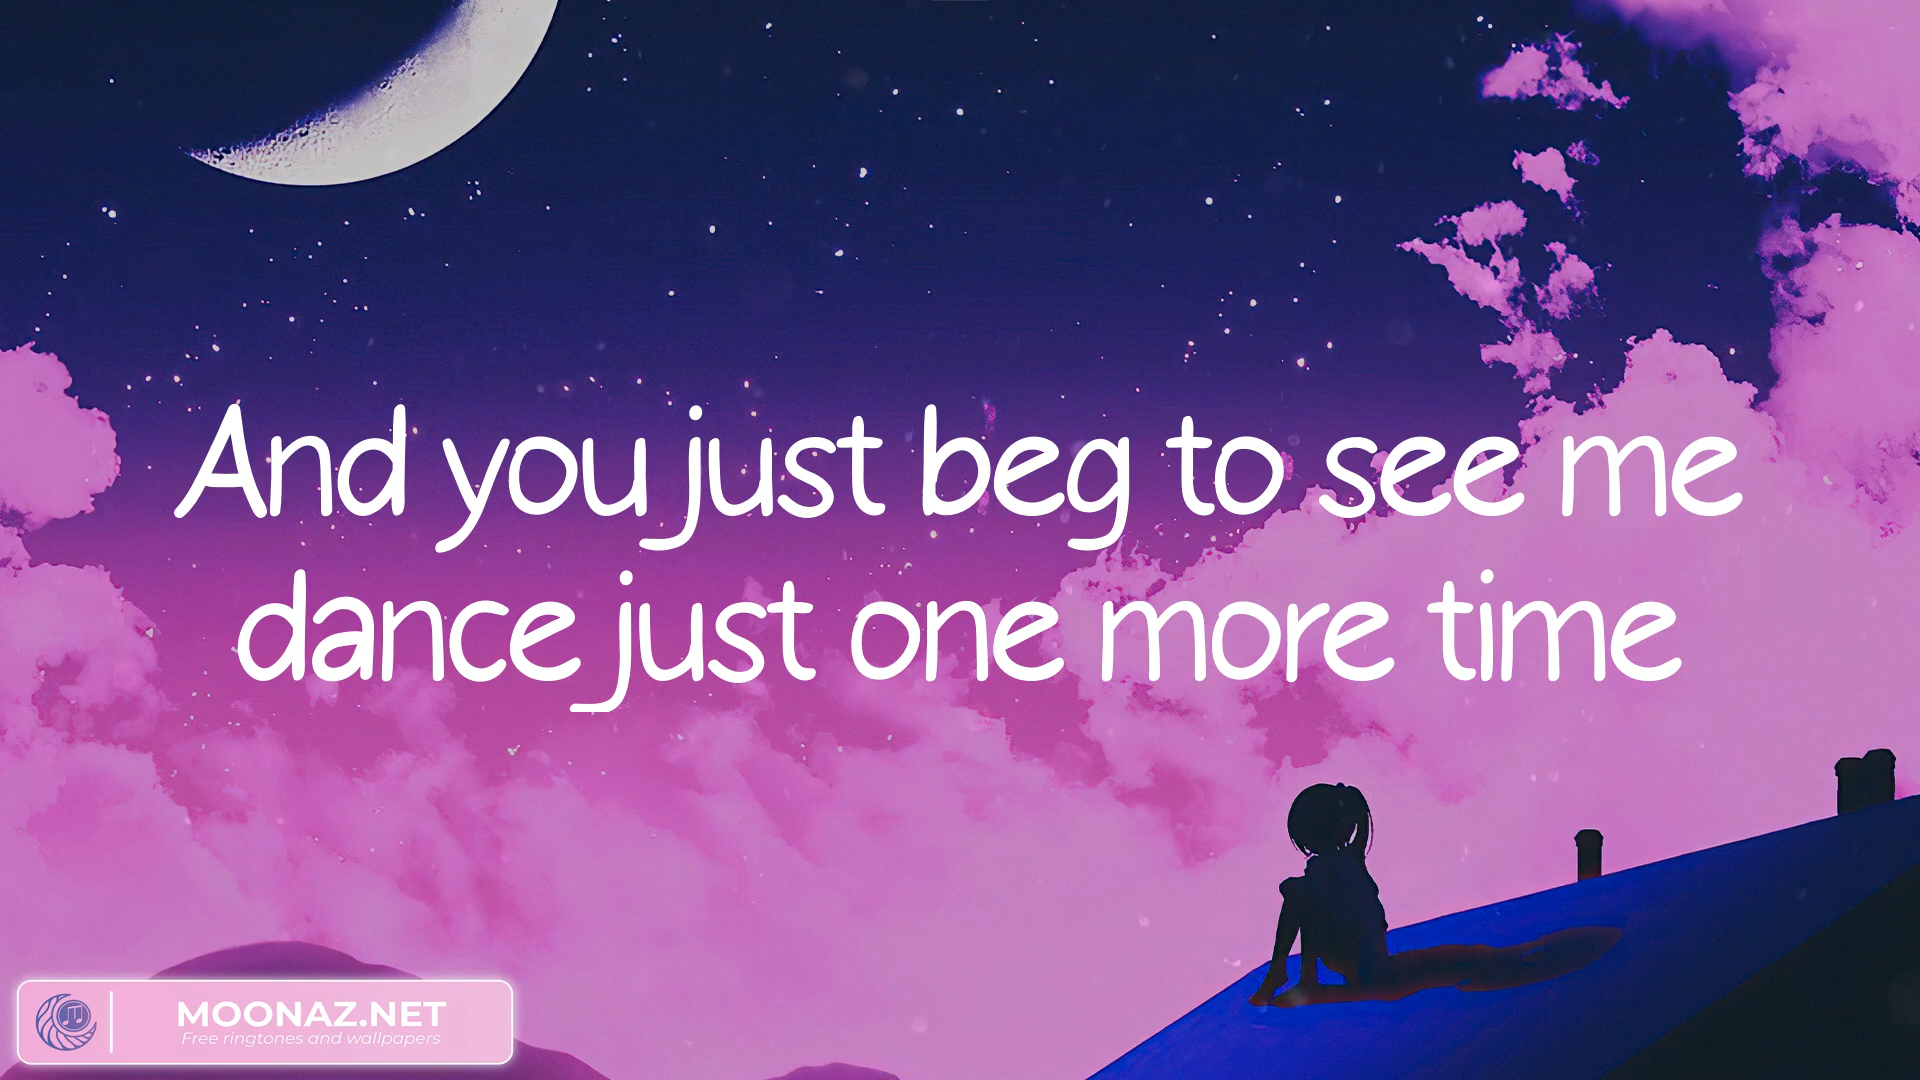 And you just beg to see me
dance just one more time
MOONAZ.NET
Free ringtones and wallpapers